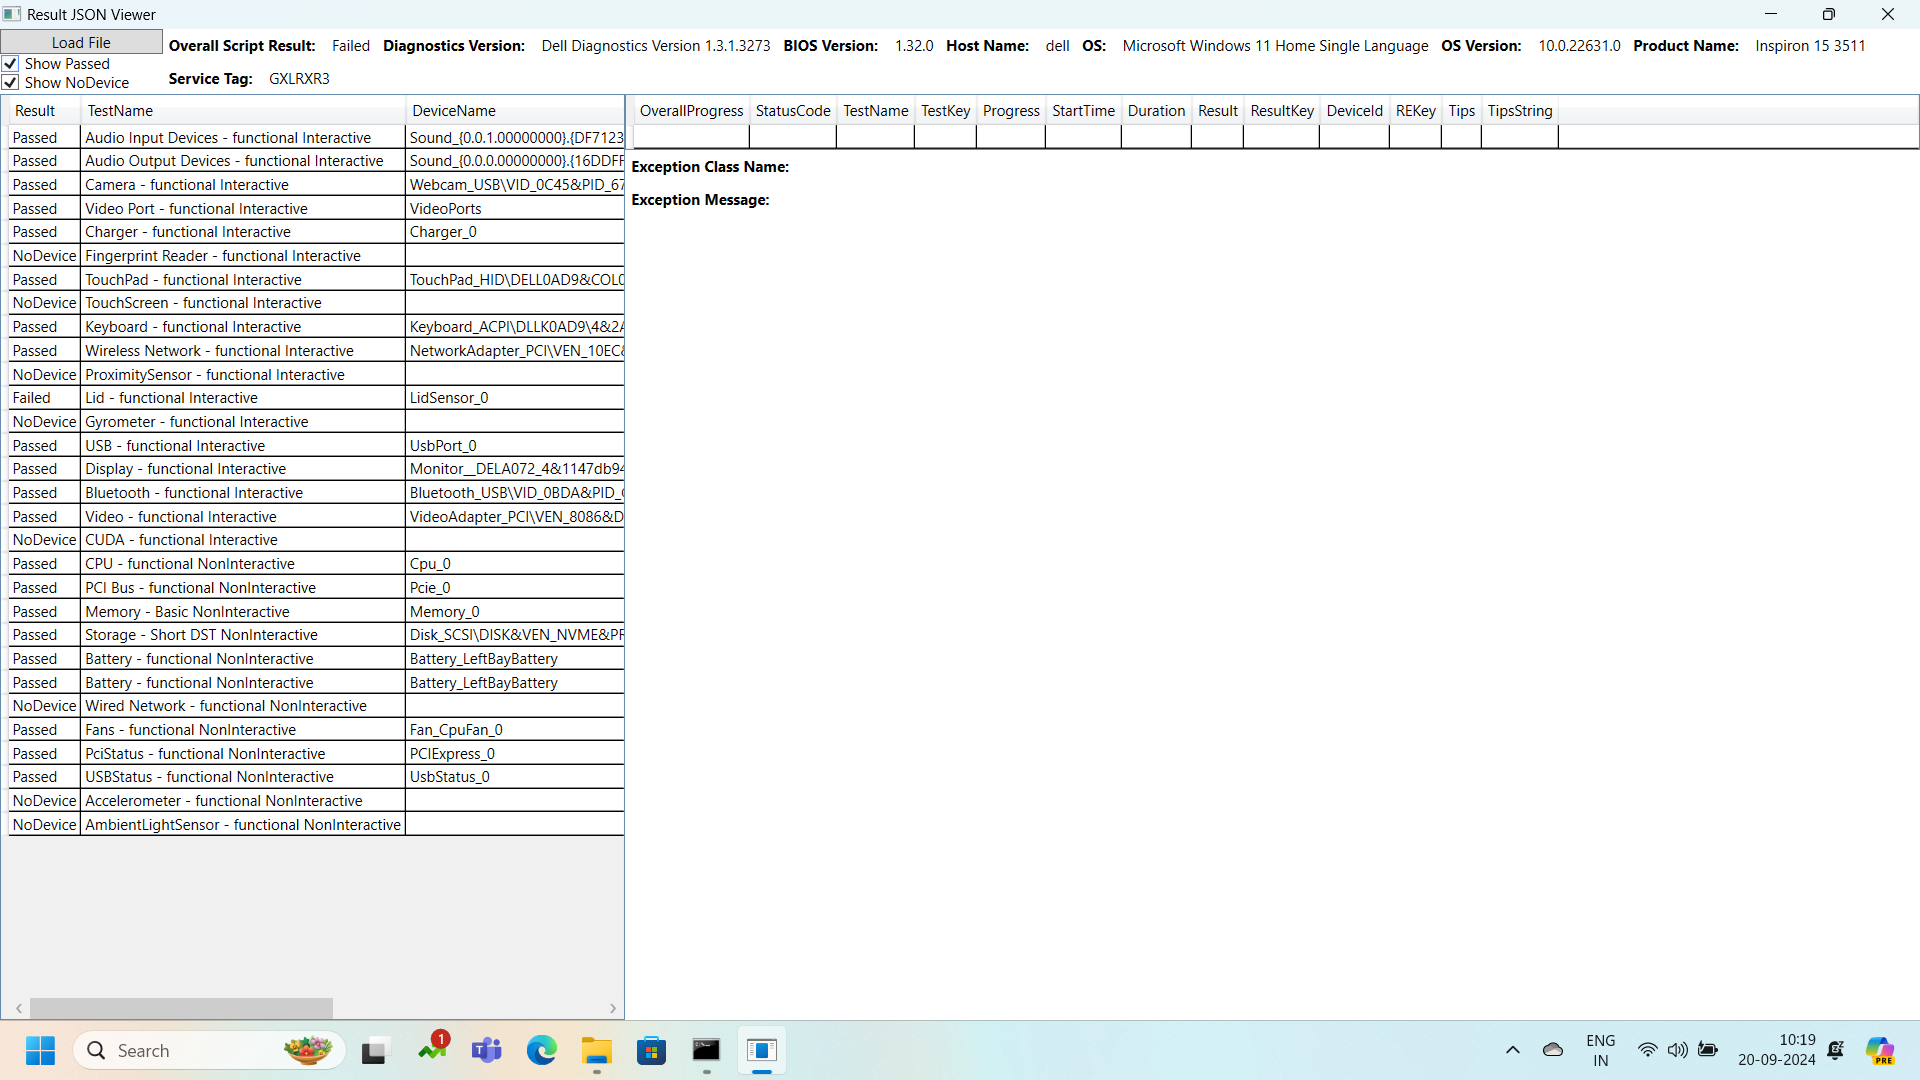 Result JSON Viewer
Load File
Show Passed
Show NoDevice
Overall Script Result: Failed Diagnostics Version: Dell Diagnostics Version 1.3.1.3273 BIOS Version: 1.32.0 Host Name: dell OS: Microsoft Windows 11 Home Single Language OS Version: 10.0.22631.0 Product Name: Inspiron 15 3511
Service Tag: GXLRXR3
Result TestName DeviceName
Passed Audio Input Devices - functional Interactive Sound_{0.0.1.00000000}.{DF7123
Passed Audio Output Devices - functional Interactive Sound_{0.0.0.00000000}.{16DDFF
Passed Camera - functional Interactive Webcam_USB\VID_0C45&PID_67
Passed Video Port - functional Interactive VideoPorts
Passed Charger - functional Interactive Charger_0
NoDevice Fingerprint Reader - functional Interactive
Passed TouchPad - functional Interactive TouchPad_HID\DELL0AD9&COL0
NoDevice TouchScreen - functional Interactive
Passed Keyboard - functional Interactive Keyboard_ACPI\DLLK0AD9\4&2A
Passed Wireless Network - functional Interactive NetworkAdapter_PCI\VEN_10EC&
NoDevice ProximitySensor - functional Interactive
Failed Lid - functional Interactive LidSensor_0
NoDevice Gyrometer - functional Interactive
Passed USB - functional Interactive UsbPort_0
Passed Display - functional Interactive Monitor__DELA072_4&1147db94
Passed Bluetooth - functional Interactive Bluetooth_USB\VID_0BDA&PID_
Passed Video - functional Interactive VideoAdapter_PCI\VEN_8086&D
NoDevice CUDA - functional Interactive
Passed CPU - functional NonInteractive Cpu_0
Passed PCI Bus - functional NonInteractive Pcie_0
Passed Memory - Basic NonInteractive Memory_0
Passed Storage - Short DST NonInteractive Disk_SCSI\DISK&VEN_NVME&PR
Passed Battery - functional NonInteractive Battery_LeftBayBattery
Passed Battery - functional NonInteractive Battery_LeftBayBattery
NoDevice Wired Network - functional NonInteractive
Passed Fans - functional NonInteractive Fan_CpuFan_0
Passed PciStatus - functional NonInteractive PCIExpress_0
Passed USBStatus - functional NonInteractive UsbStatus_0
NoDevice Accelerometer - functional NonInteractive
NoDevice AmbientLightSensor - functional NonInteractive
OverallProgress StatusCode TestName TestKey Progress StartTime Duration Result ResultKey DeviceId REKey Tips TipsString
Exception Class Name:
Exception Message:
Search
1
ENG
IN
10:19
20-09-2024
PRE